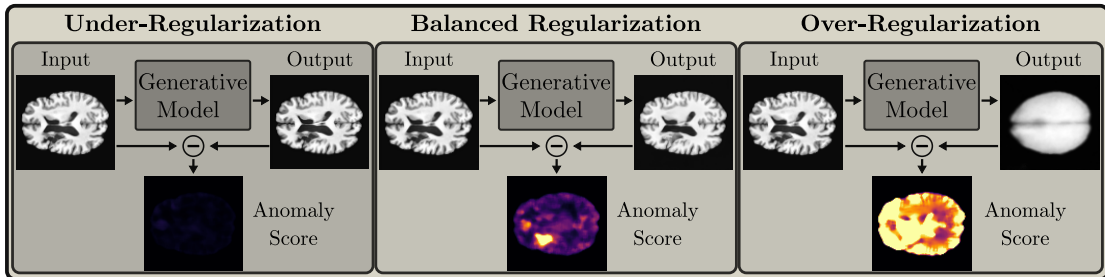 Under-Regularization
Input
Output
Generative
Model
Anomaly
Score
Balanced Regularization
Input
Output
Generative
Model
Anomaly
Score
Over-Regularization
Input
Output
Generative
Model
Anomaly
Score